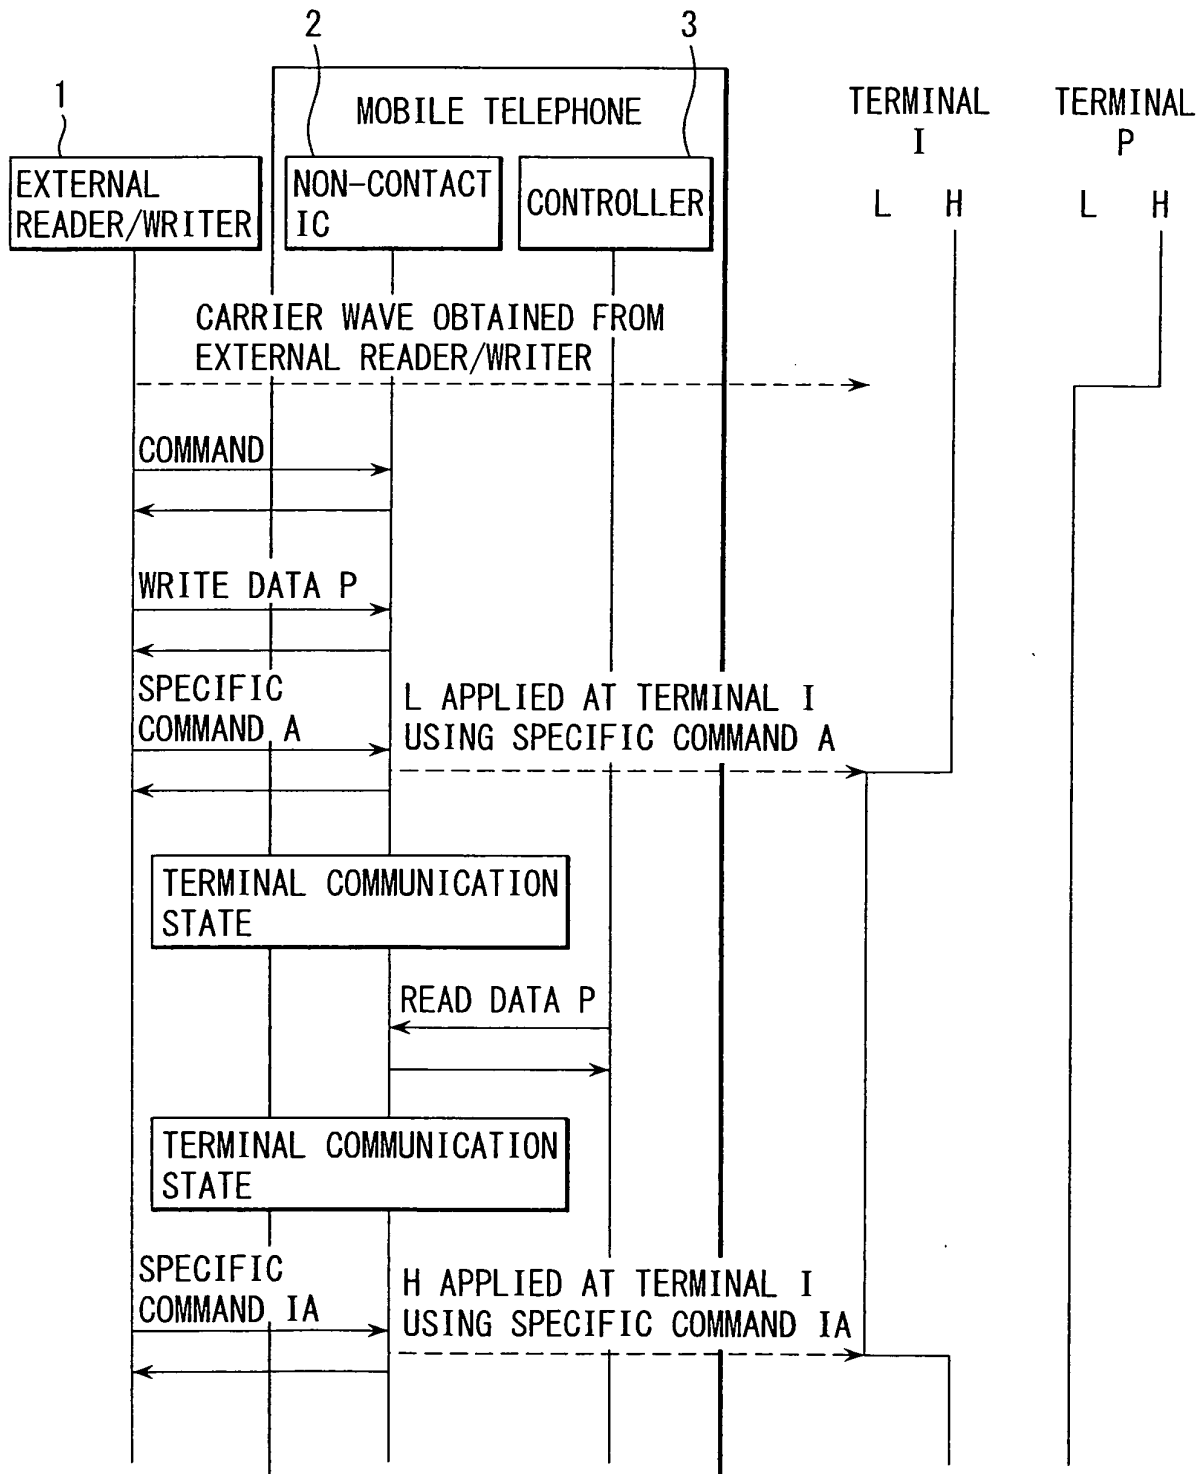 2
3
1
MOBILE TELEPHONE
TERMINAL
I
TERMINAL
P
EXTERNAL
READER/WRITER
NON-CONTACT
IC
CONTROLLER
L H
L H
CARRIER WAVE OBTAINED FROM
EXTERNAL READER/WRITER
COMMAND
WRITE DATA P
SPECIFIC
COMMAND A
L APPLIED AT TERMINAL I
USING SPECIFIC COMMAND A
TERMINAL COMMUNICATION
STATE
READ DATA P
TERMINAL COMMUNICATION
STATE
SPECIFIC
COMMAND IA
H APPLIED AT TERMINAL I
USING SPECIFIC COMMAND IA